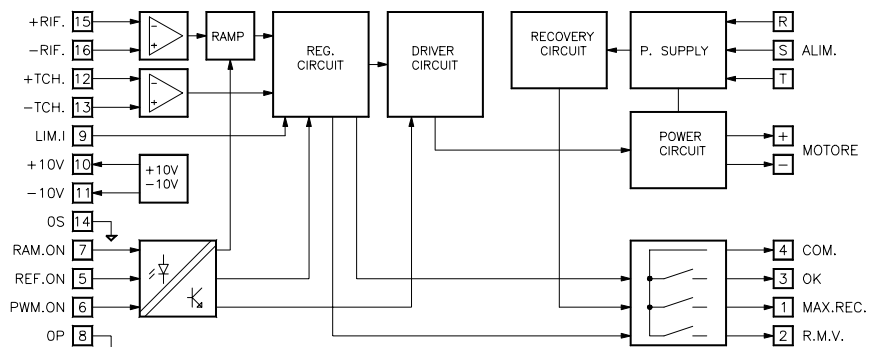 +RIF. 15
−RIF. 16
+TCH. 12
−TCH. 13
LIM.I 9
+10V 10
−10V 11
0S 14
RAM.ON 7
REF.ON 5
PWM.ON 6
0P 8
−
+
−
+
RAMP
+10V
−10V
REG.
CIRCUIT
DRIVER
CIRCUIT
RECOVERY
CIRCUIT
P. SUPPLY
POWER
CIRCUIT
R
S ALIM.
T
+
− MOTORE
4 COM.
3 OK
1 MAX.REC.
2 R.M.V.